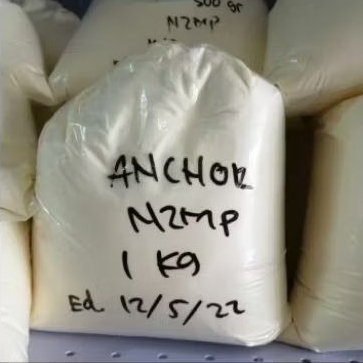 500 gr
NZMP
ANCHOR
NZMP
1 KG
Ed 12/5/22